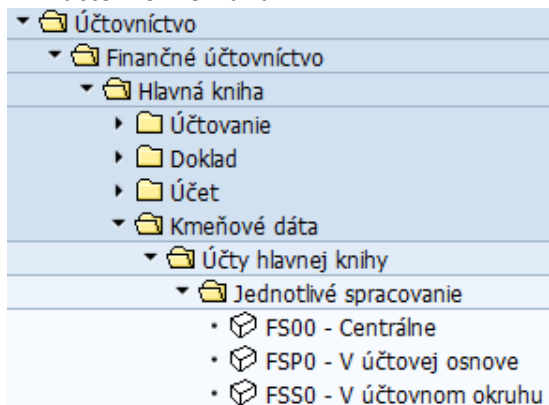 Účtovníctvo
Finančné účtovníctvo
Hlavná kniha
Účtovanie
Doklad
Účet
Kmeňové dáta
Účty hlavnej knihy
Jednotlivé spracovanie
FS00 - Centrálne
FSP0 - V účtovej osnove
FSS0 - V účtovnom okruhu